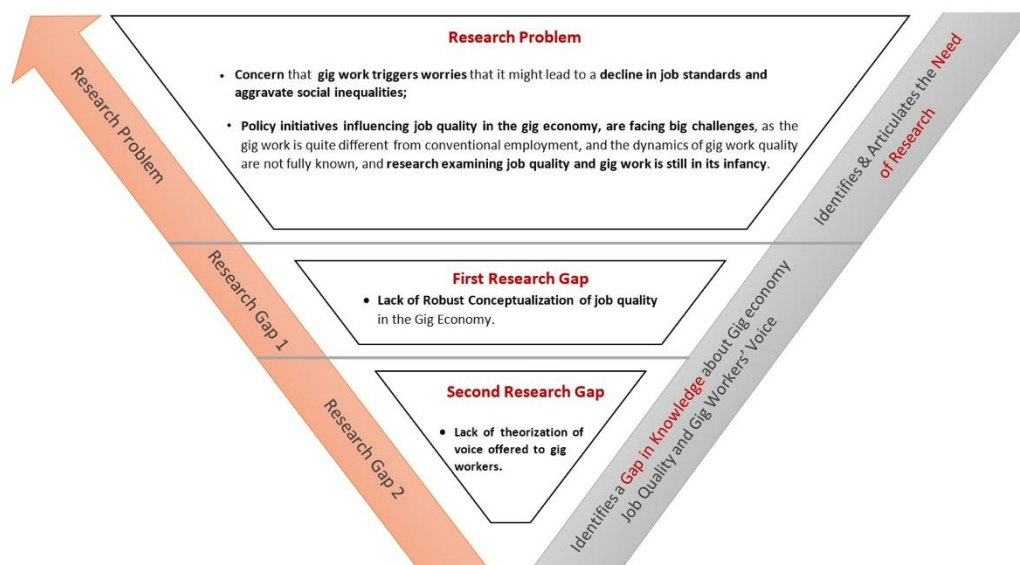 Research Problem
• Concern that gig work triggers worries that it might lead to a decline in job standards and
aggravate social inequalities;
• Policy initiatives influencing job quality in the gig economy, are facing big challenges, as the
gig work is quite different from conventional employment, and the dynamics of gig work quality
are not fully known, and research examining job quality and gig work is still in its infancy.
First Research Gap
• Lack of Robust Conceptualization of job quality
in the Gig Economy.
Second Research Gap
• Lack of theorization of
voice offered to gig
workers.
Research Problem
Research Gap 1
Research Gap 2
Identifies & Articulates the Need
of Research
Identifies a Gap in Knowledge about Gig economy
Job Quality and Gig Workers' Voice